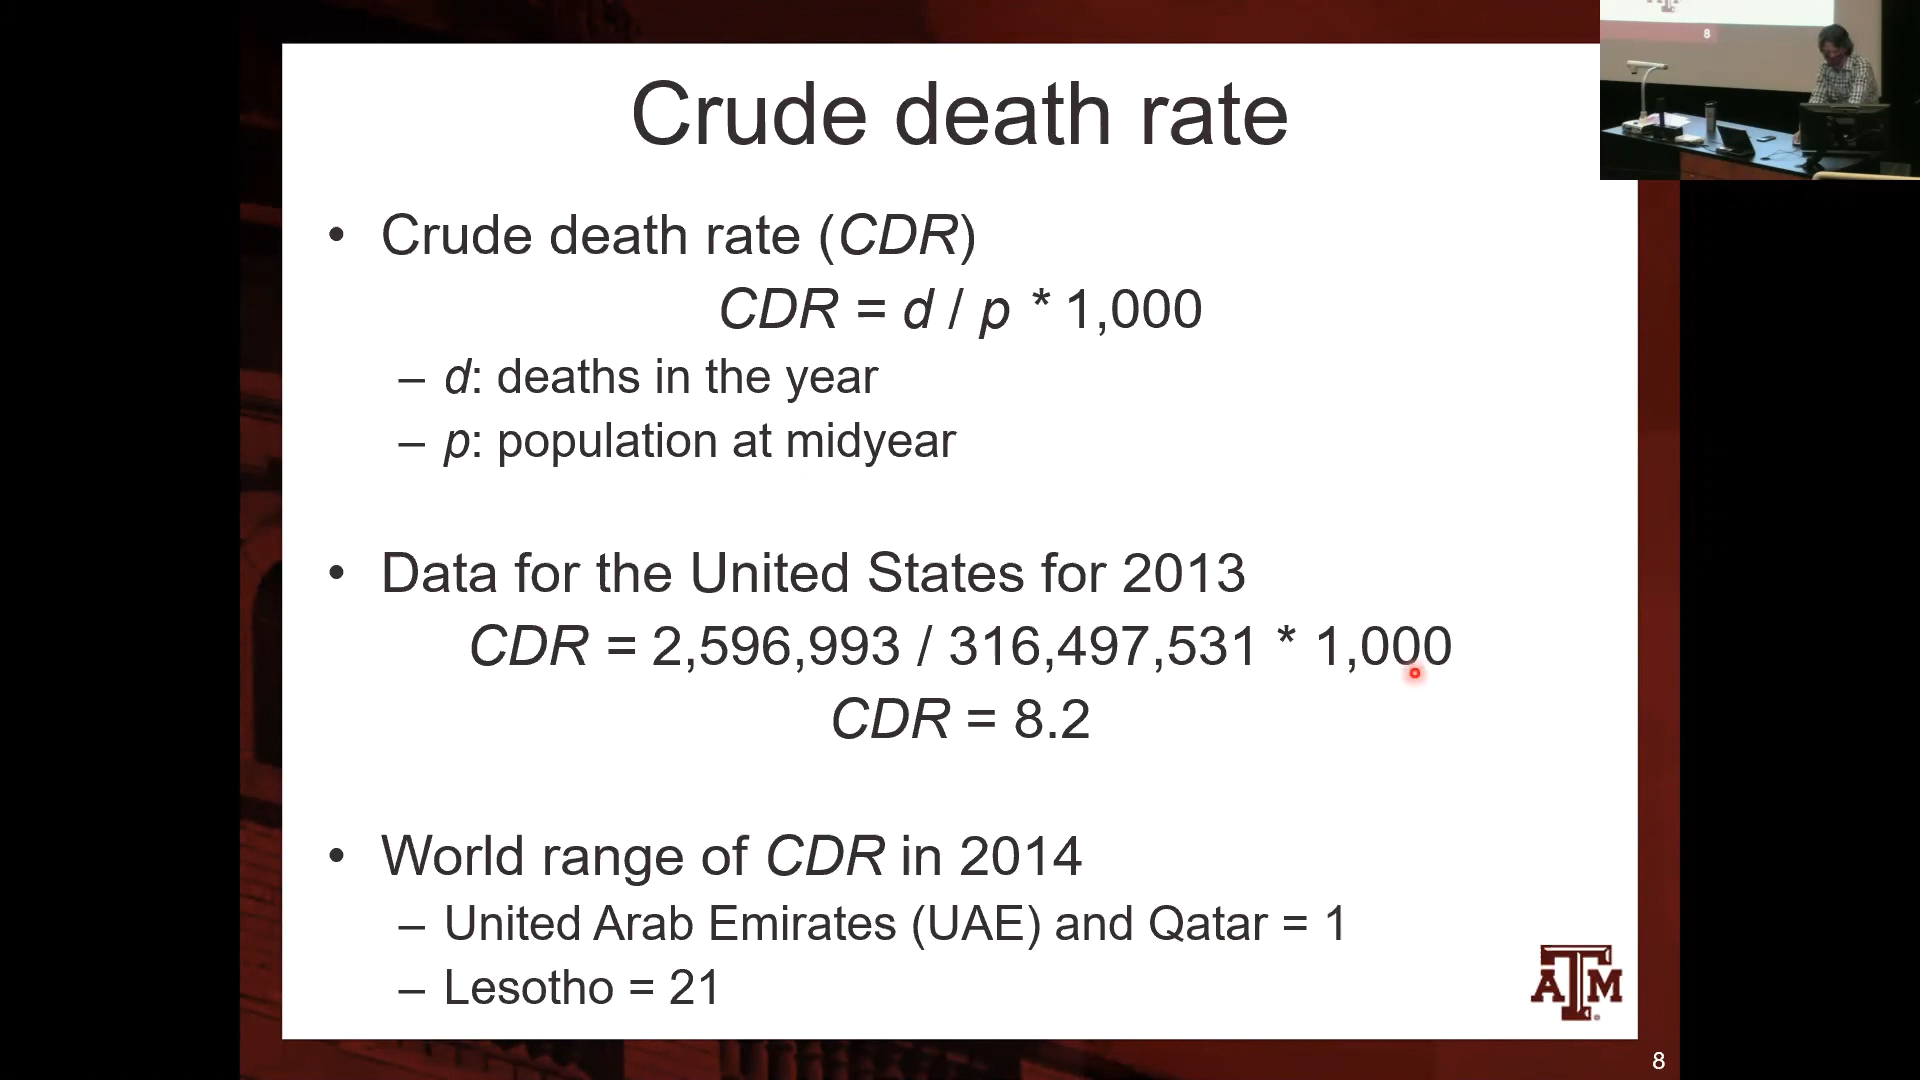 Crude death rate
• Crude death rate (CDR)
CDR = d / p * 1,000
– d: deaths in the year
– p: population at midyear
• Data for the United States for 2013
CDR = 2,596,993 / 316,497,531 * 1,000
CDR = 8.2
• World range of CDR in 2014
– United Arab Emirates (UAE) and Qatar = 1
– Lesotho = 21
ATM
8
8